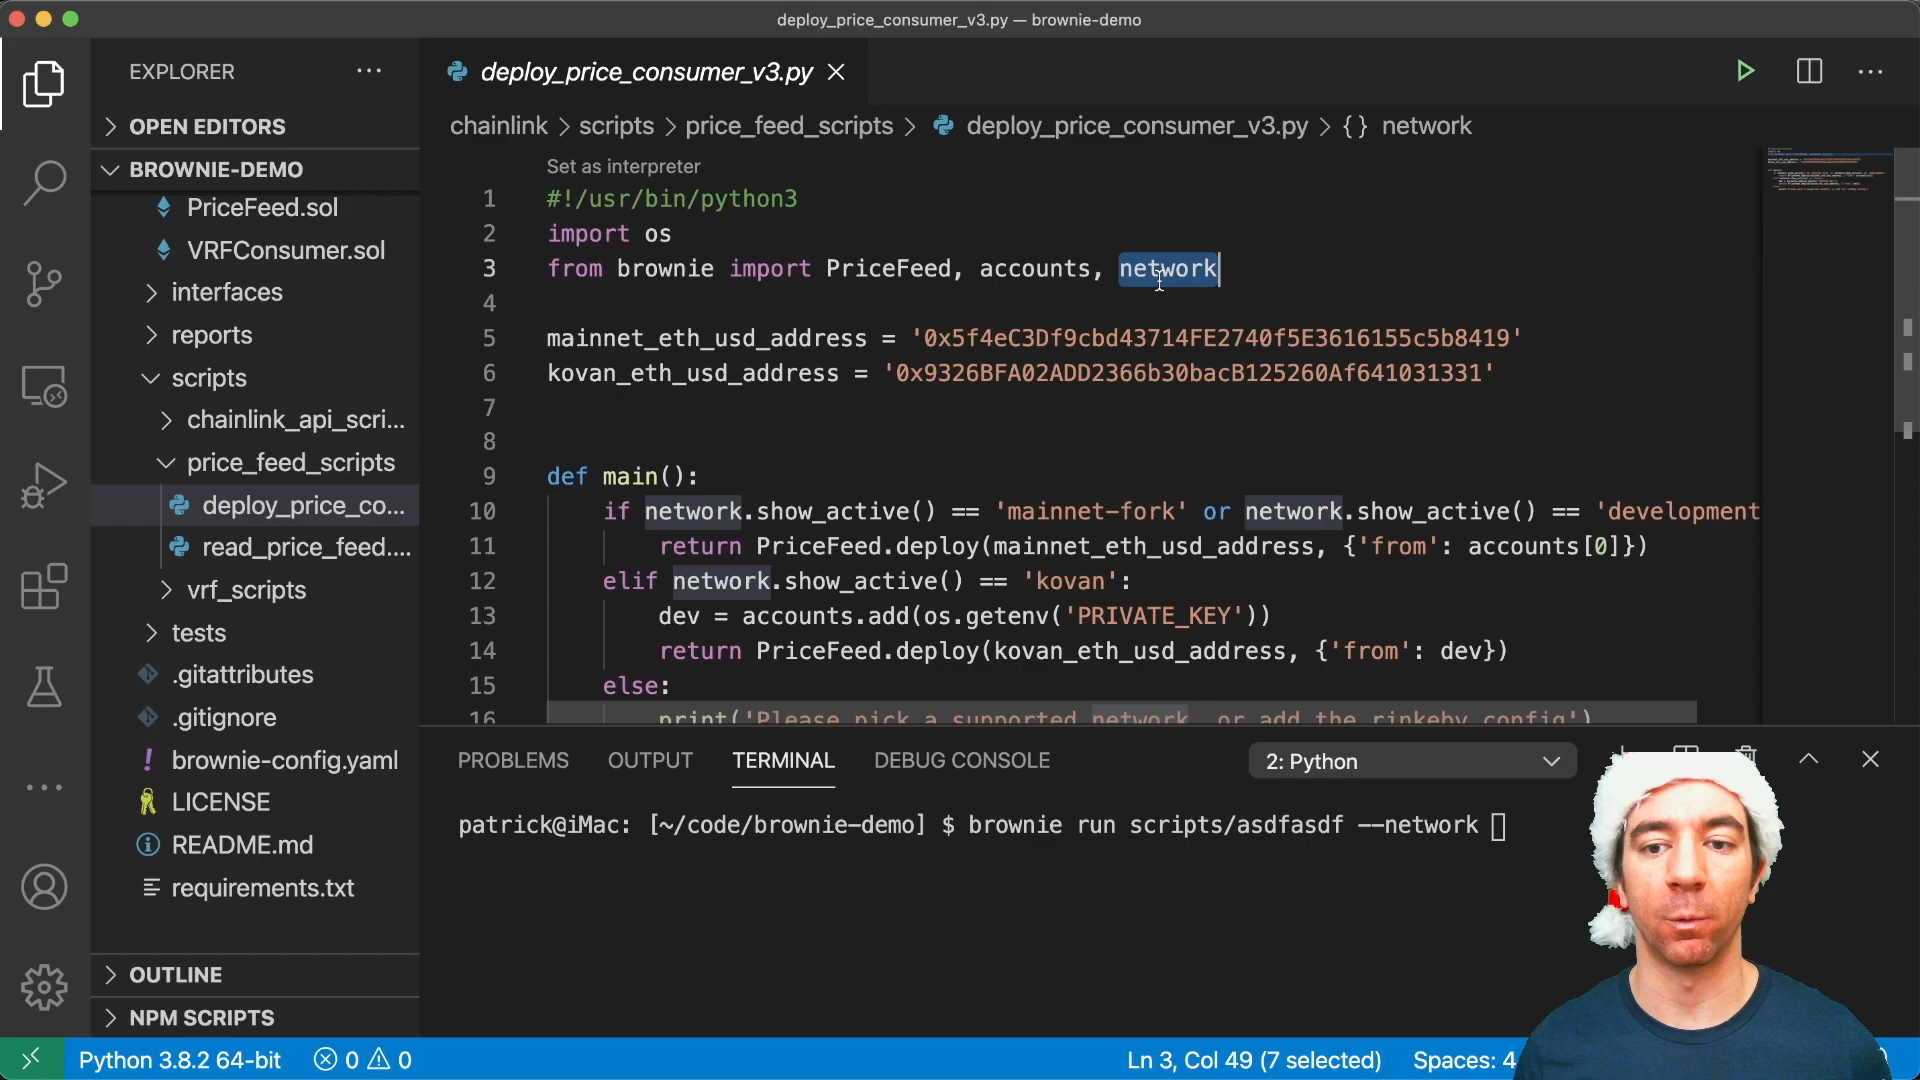 deploy_price_consumer_v3.py — brownie-demo
EXPLORER
deploy_price_consumer_v3.py
OPEN EDITORS
chainlink > scripts > price_feed_scripts > deploy_price_consumer_v3.py > {} network
BROWNIE-DEMO
PriceFeed.sol
VRFConsumer.sol
interfaces
reports
scripts
chainlink_api_scri...
price_feed_scripts
deploy_price_co...
read_price_feed....
vrf_scripts
tests
.gitattributes
.gitignore
brownie-config.yaml
LICENSE
README.md
requirements.txt
OUTLINE
NPM SCRIPTS
Set as interpreter
1 #!/usr/bin/python3
2 import os
3 from brownie import PriceFeed, accounts, network
4
5 mainnet_eth_usd_address = '0x5f4eC3Df9cbd43714FE2740f5E3616155c5b8419'
6 kovan_eth_usd_address = '0x9326BFA02ADD2366b30bacB125260Af641031331'
7
8
9 def main():
10 if network.show_active() == 'mainnet-fork' or network.show_active() == 'development
11 return PriceFeed.deploy(mainnet_eth_usd_address, {'from': accounts[0]})
12 elif network.show_active() == 'kovan':
13 dev = accounts.add(os.getenv('PRIVATE_KEY'))
14 return PriceFeed.deploy(kovan_eth_usd_address, {'from': dev})
15 else:
16 print('Please pick a supported network, or add the rinkeby config')
PROBLEMS OUTPUT TERMINAL DEBUG CONSOLE 2: Python
patrick@iMac: [~/code/brownie-demo] $ brownie run scripts/asdfasdf --network
Python 3.8.2 64-bit 0 0 Ln 3, Col 49 (7 selected) Spaces: 4